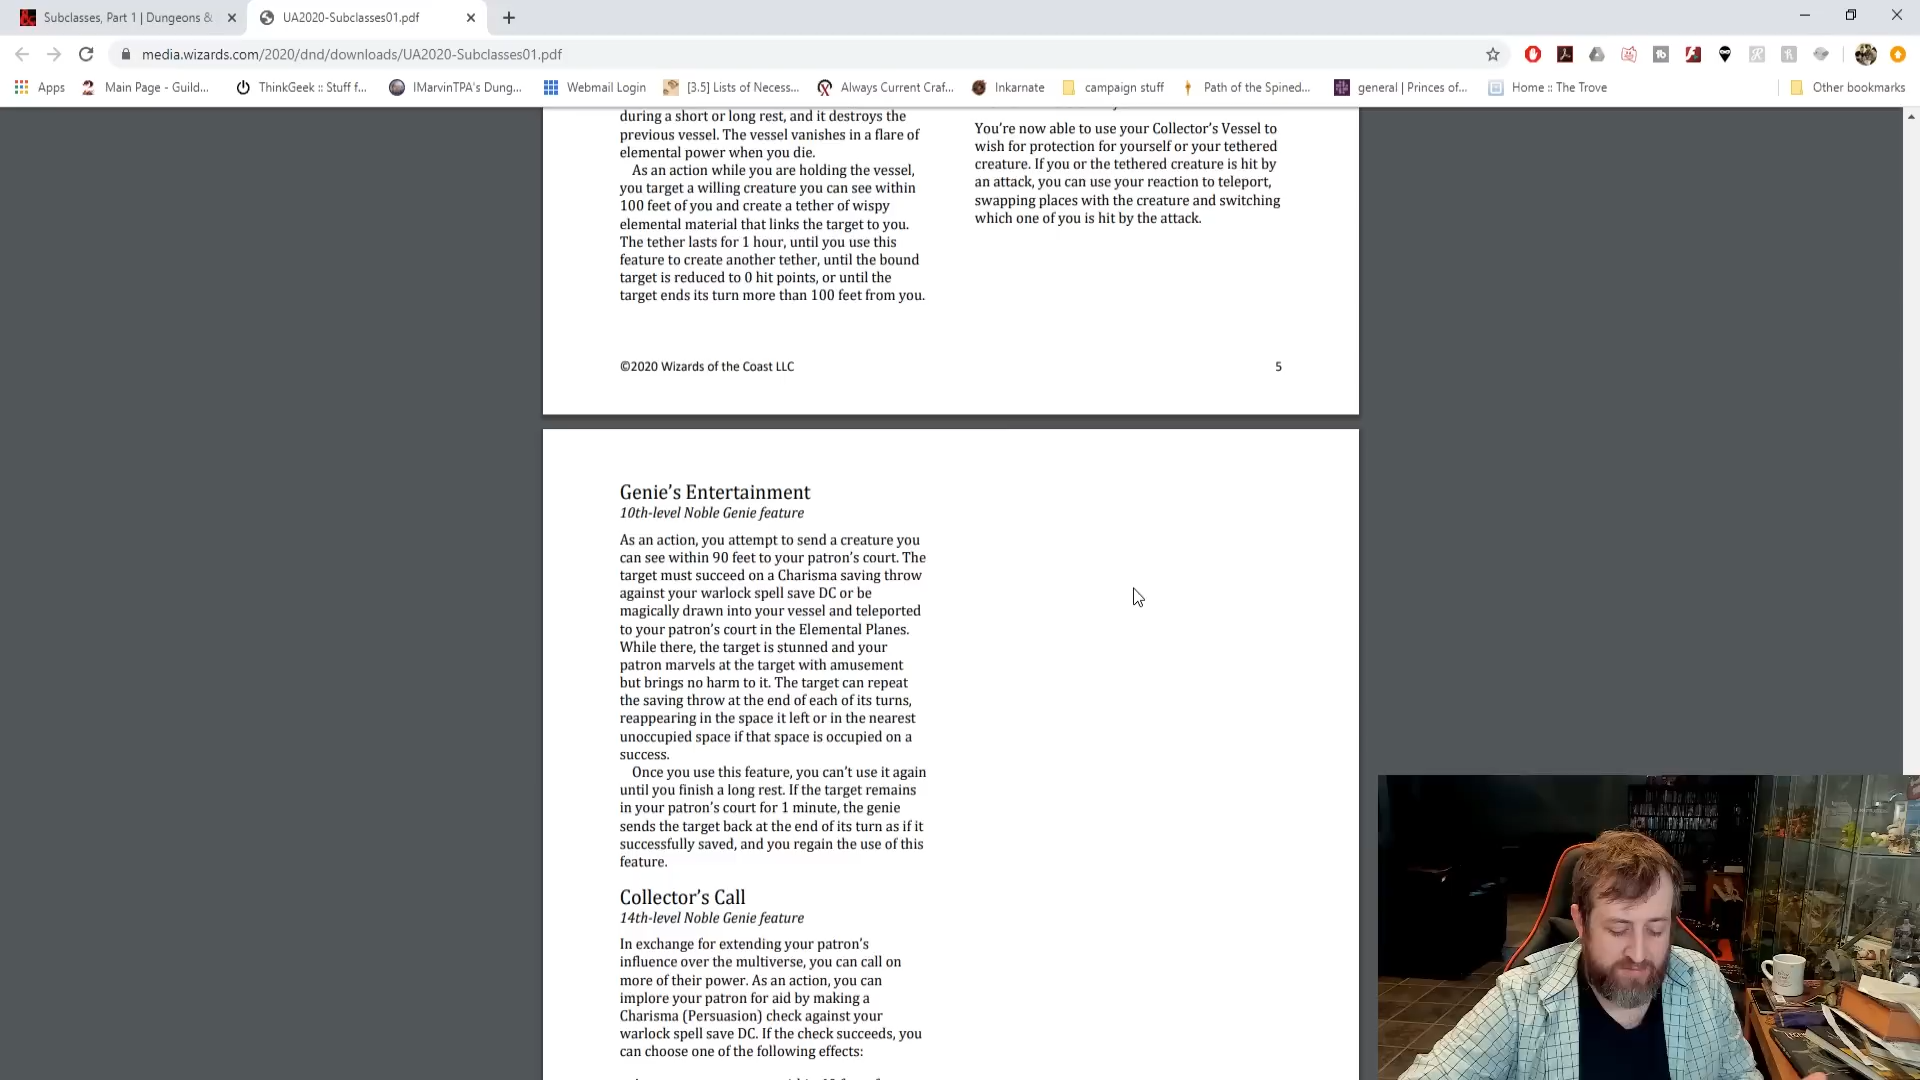 Subclasses, Part 1 | Dungeons &
UA2020-Subclasses01.pdf
media.wizards.com/2020/dnd/downloads/UA2020-Subclasses01.pdf
Apps
Main Page - Guild...
ThinkGeek :: Stuff f...
IMarvinTPA's Dung...
Webmail Login
[3.5] Lists of Necess...
Always Current Craf...
Inkarnate
campaign stuff
Path of the Spined...
general | Princes of...
Home :: The Trove
Other bookmarks
during a short or long rest, and it destroys the
previous vessel. The vessel vanishes in a flare of
elemental power when you die.
As an action while you are holding the vessel,
you target a willing creature you can see within
100 feet of you and create a tether of wispy
elemental material that links the target to you.
The tether lasts for 1 hour, until you use this
feature to create another tether, until the bound
target is reduced to 0 hit points, or until the
target ends its turn more than 100 feet from you.
You're now able to use your Collector's Vessel to
wish for protection for yourself or your tethered
creature. If you or the tethered creature is hit by
an attack, you can use your reaction to teleport,
swapping places with the creature and switching
which one of you is hit by the attack.
©2020 Wizards of the Coast LLC
5
Genie's Entertainment
10th-level Noble Genie feature
As an action, you attempt to send a creature you
can see within 90 feet to your patron's court. The
target must succeed on a Charisma saving throw
against your warlock spell save DC or be
magically drawn into your vessel and teleported
to your patron's court in the Elemental Planes.
While there, the target is stunned and your
patron marvels at the target with amusement
but brings no harm to it. The target can repeat
the saving throw at the end of each of its turns,
reappearing in the space it left or in the nearest
unoccupied space if that space is occupied on a
success.
Once you use this feature, you can't use it again
until you finish a long rest. If the target remains
in your patron's court for 1 minute, the genie
sends the target back at the end of its turn as if it
successfully saved, and you regain the use of this
feature.
Collector's Call
14th-level Noble Genie feature
In exchange for extending your patron's
influence over the multiverse, you can call on
more of their power. As an action, you can
implore your patron for aid by making a
Charisma (Persuasion) check against your
warlock spell save DC. If the check succeeds, you
can choose one of the following effects: